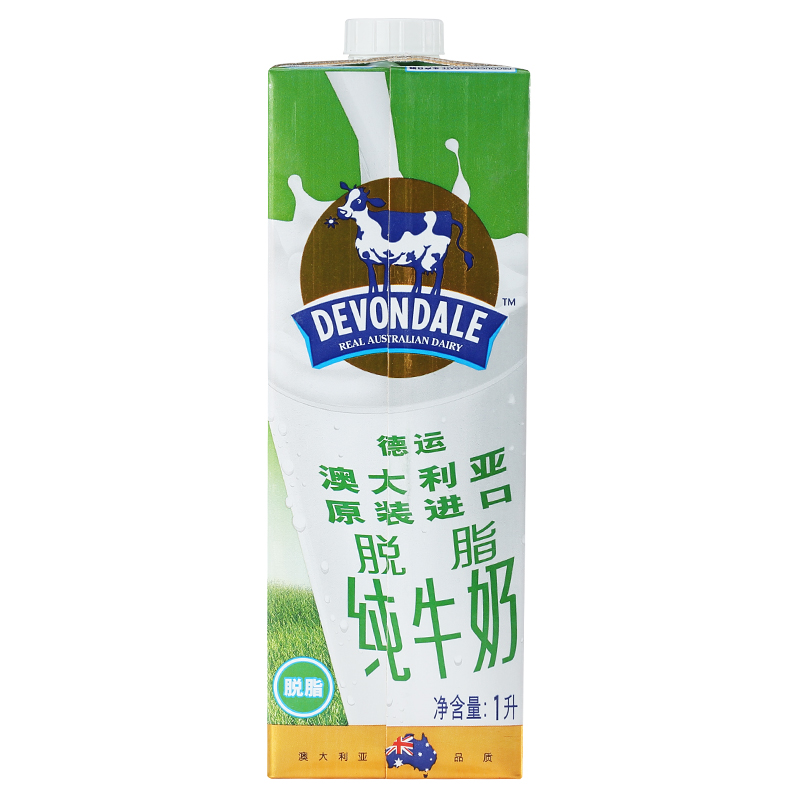 DEVONDALE
TM
REAL AUSTRALIAN DAIRY
德运
澳大利亚
原装进口
脱脂
纯牛奶
脱脂
净含量:1升
澳大利亚 品质